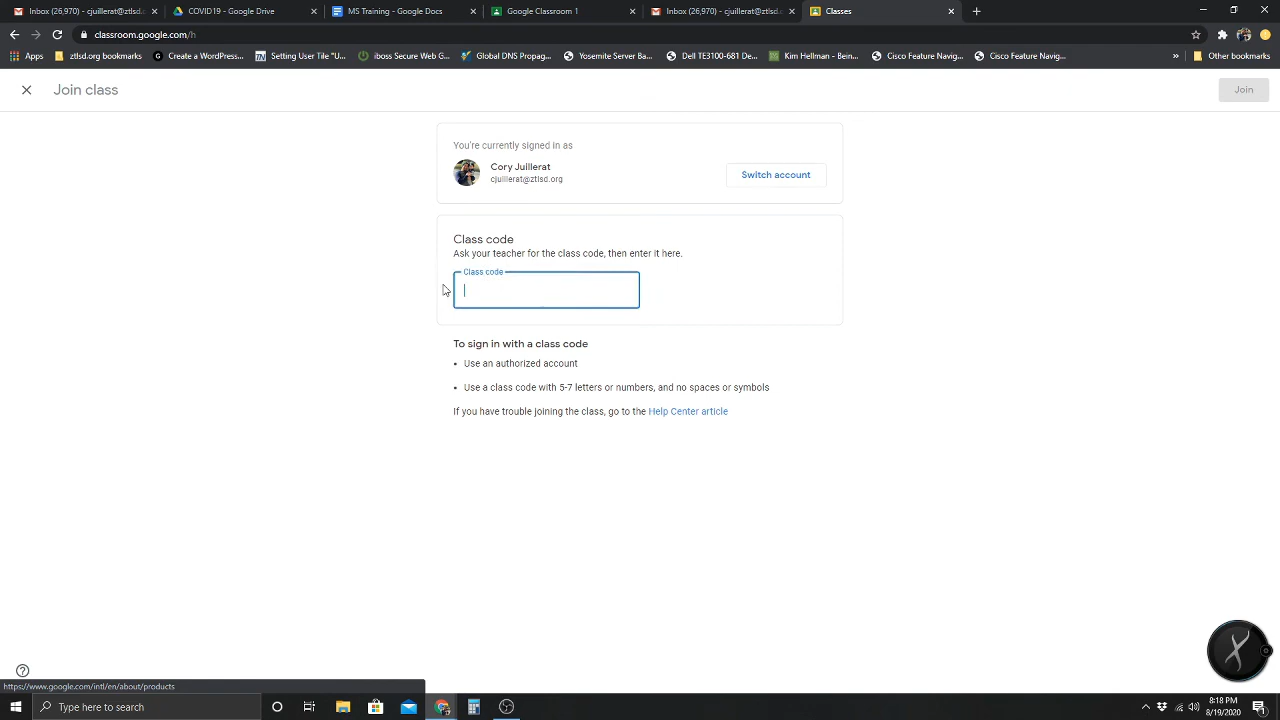 Inbox (26,970) - cjuillerat@ztlsd.o
COVID19 - Google Drive
MS Training - Google Docs
Google Classroom 1
Inbox (26,970) - cjuillerat@ztlsd.o
Classes
classroom.google.com/h
Apps
ztlsd.org bookmarks
Create a WordPress...
Setting User Tile "U...
iboss Secure Web G...
Global DNS Propag...
Yosemite Server Ba...
Dell TE3100-681 De...
Kim Hellman - Bein...
Cisco Feature Navig...
Cisco Feature Navig...
»
Other bookmarks
Join class
Join
You're currently signed in as
Cory Juillerat
cjuillerat@ztlsd.org
Switch account
Class code
Ask your teacher for the class code, then enter it here.
Class code
To sign in with a class code
• Use an authorized account
• Use a class code with 5-7 letters or numbers, and no spaces or symbols
If you have trouble joining the class, go to the Help Center article
https://www.google.com/intl/en/about/products
Type here to search
8:18 PM
8/19/2020